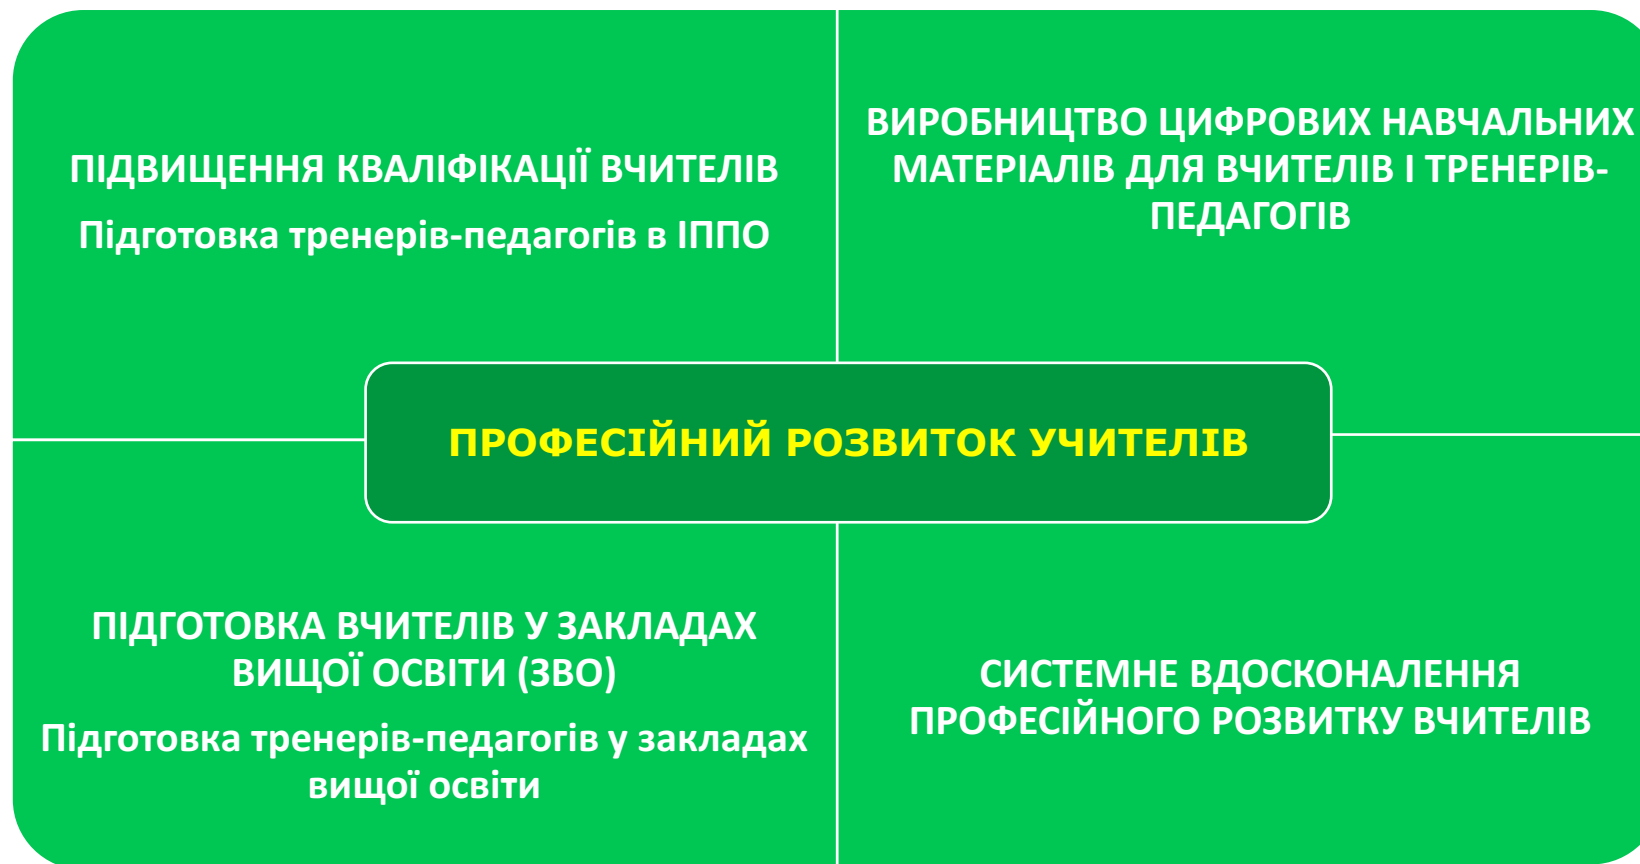 ПІДВИЩЕННЯ КВАЛІФІКАЦІЇ ВЧИТЕЛІВ
Підготовка тренерів-педагогів в ІППО
ВИРОБНИЦТВО ЦИФРОВИХ НАВЧАЛЬНИХ
МАТЕРІАЛІВ ДЛЯ ВЧИТЕЛІВ І ТРЕНЕРІВ-
ПЕДАГОГІВ
ПРОФЕСІЙНИЙ РОЗВИТОК УЧИТЕЛІВ
ПІДГОТОВКА ВЧИТЕЛІВ У ЗАКЛАДАХ
ВИЩОЇ ОСВІТИ (ЗВО)
Підготовка тренерів-педагогів у закладах
вищої освіти
СИСТЕМНЕ ВДОСКОНАЛЕННЯ
ПРОФЕСІЙНОГО РОЗВИТКУ ВЧИТЕЛІВ